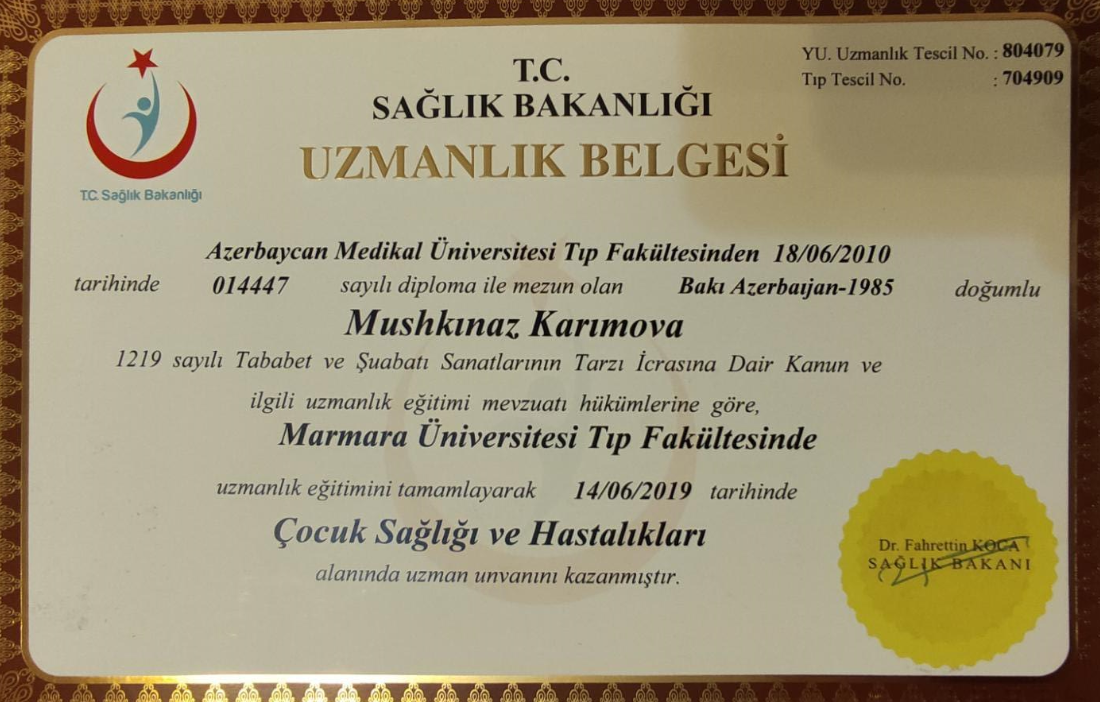 T.C. Sağlık Bakanlığı
T.C.
SAĞLIK BAKANLIĞI
UZMANLIK BELGESİ
YU. Uzmanlık Tescil No. : 804079
Tıp Tescil No. : 704909
Azerbaycan Medikal Üniversitesi Tıp Fakültesinden 18/06/2010
tarihinde 014447 sayılı diploma ile mezun olan Bakı Azerbaıjan-1985 doğumlu
Mushkınaz Karımova
1219 sayılı Tababet ve Şuabatı Sanatlarının Tarzı İcrasına Dair Kanun ve
ilgili uzmanlık eğitimi mevzuatı hükümlerine göre,
Marmara Üniversitesi Tıp Fakültesinde
uzmanlık eğitimini tamamlayarak 14/06/2019 tarihinde
Çocuk Sağlığı ve Hastalıkları
alanında uzman unvanını kazanmıştır.
Dr. Fahrettin KOCA
SAĞLIK BAKANI